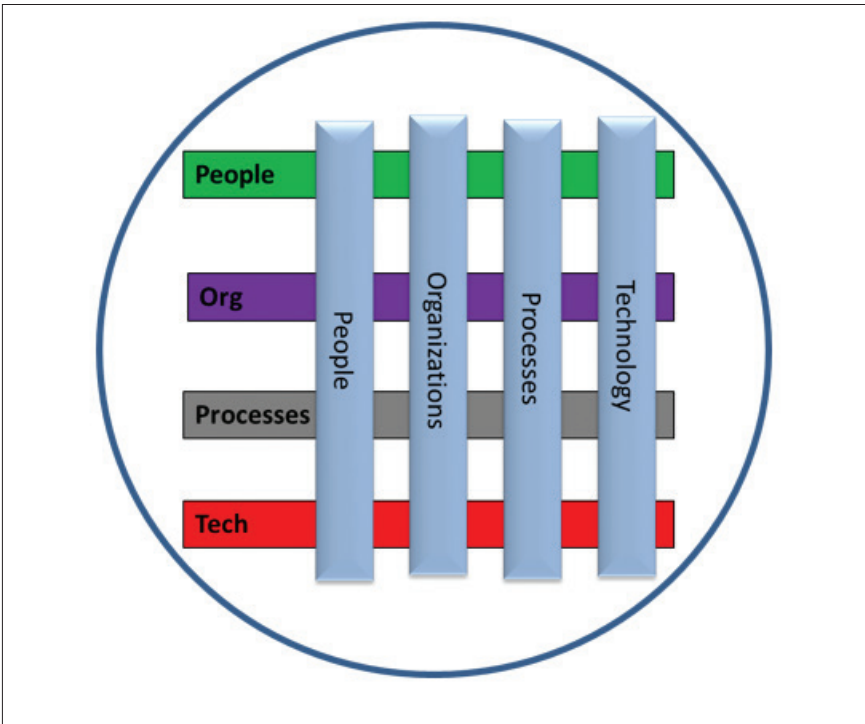 People
Org
Processes
Tech
People
Organizations
Processes
Technology